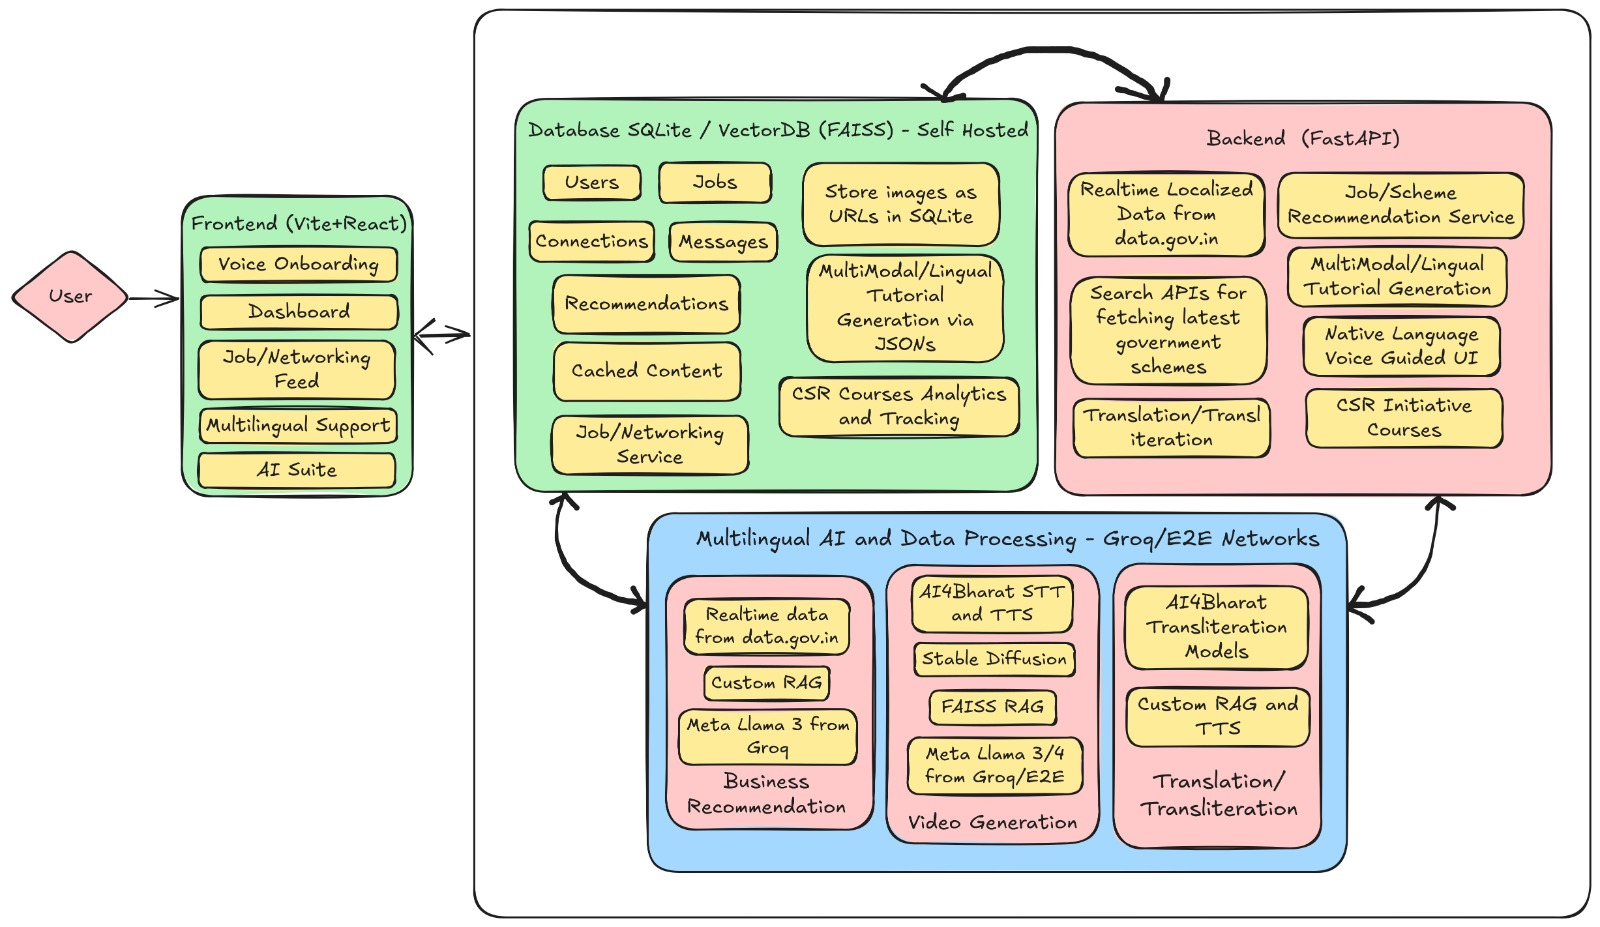 User
Frontend (Vite+React)
Voice Onboarding
Dashboard
Job/Networking
Feed
Multilingual Support
AI Suite
Database SQLite / VectorDB (FAISS) - Self Hosted
Users
Jobs
Connections
Messages
Recommendations
Cached Content
Job/Networking
Service
Store images as
URLs in SQLite
MultiModal/Lingual
Tutorial
Generation via
JSONs
CSR Courses Analytics
and Tracking
Backend (FastAPI)
Realtime Localized
Data from
data.gov.in
Search APIs for
fetching latest
government
schemes
Translation/Transl
iteration
Job/Scheme
Recommendation Service
MultiModal/Lingual
Tutorial Generation
Native Language
Voice Guided UI
CSR Initiative
Courses
Multilingual AI and Data Processing - Groq/E2E Networks
Realtime data
from data.gov.in
Custom RAG
Meta Llama 3 from
Groq
Business
Recommendation
AI4Bharat STT
and TTS
Stable Diffusion
FAISS RAG
Meta Llama 3/4
from Groq/E2E
Video Generation
AI4Bharat
Transliteration
Models
Custom RAG and
TTS
Translation/
Transliteration